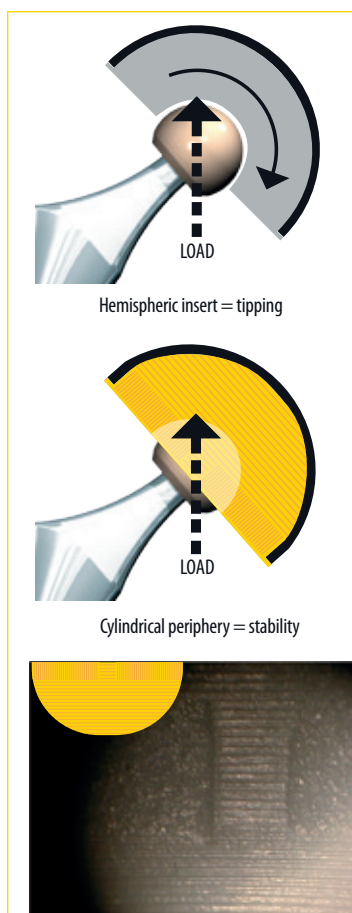 LOAD
Hemispheric insert = tipping
LOAD
Cylindrical periphery = stability